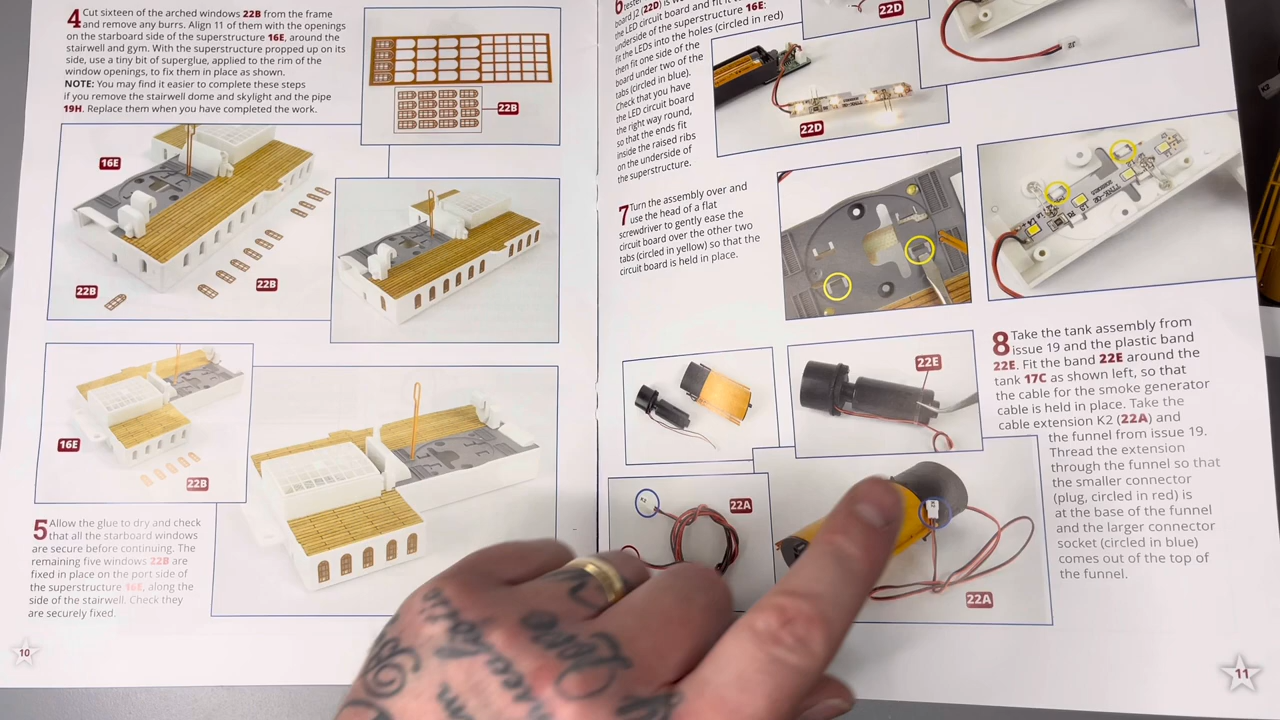 4 Cut sixteen of the arched windows 22B from the frame
and remove any burrs. Align 11 of them with the openings
on the starboard side of the superstructure 16E, around the
stairwell and gym. With the superstructure propped up on its
side, use a tiny bit of superglue, applied to the rim of the
window openings, to fix them in place as shown.
NOTE: You may find it easier to complete these steps
if you remove the stairwell dome and skylight and the pipe
19H. Replace them when you have completed the work.
22B
16E
22B
22B
16E
22B
5 Allow the glue to dry and check
that all the starboard windows
are secure before continuing. The
remaining five windows 22B are
fixed in place on the port side of
the superstructure 16E, along the
side of the stairwell. Check they
are securely fixed.
10
6
board J2 (22D) is
the LED circuit board and fit it
underside of the superstructure 16E:
fit the LEDs into the holes (circled in red)
then fit one side of the
board under two of the
tabs (circled in blue).
Check that you have
the LED circuit board
the right way round,
so that the ends fit
inside the raised ribs
on the underside of
the superstructure.
22D
22D
7 Turn the assembly over and
use the head of a flat
screwdriver to gently ease the
circuit board over the other two
tabs (circled in yellow) so that the
circuit board is held in place.
22E
22A
22A
8 Take the tank assembly from
issue 19 and the plastic band
22E. Fit the band 22E around the
tank 17C as shown left, so that
the cable for the smoke generator
cable is held in place. Take the
cable extension K2 (22A) and
the funnel from issue 19.
Thread the extension
through the funnel so that
the smaller connector
(plug, circled in red) is
at the base of the funnel
and the larger connector
socket (circled in blue)
comes out of the top of
the funnel.
11